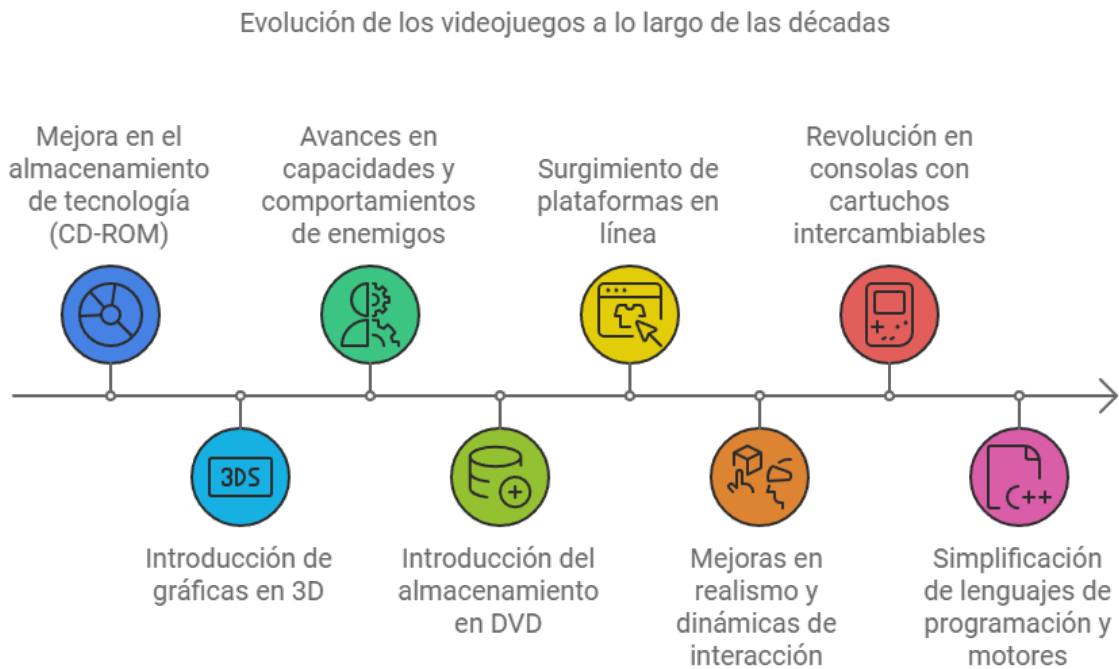 Evolución de los videojuegos a lo largo de las décadas
Mejora en el
almacenamiento
de tecnología
(CD-ROM)
Avances en
capacidades y
comportamientos
de enemigos
Surgimiento de
plataformas en
línea
Revolución en
consolas con
cartuchos
intercambiables
3DS
C++
Introducción de
gráficas en 3D
Introducción del
almacenamiento
en DVD
Mejoras en
realismo y
dinámicas de
interacción
Simplificación
de lenguajes de
programación y
motores